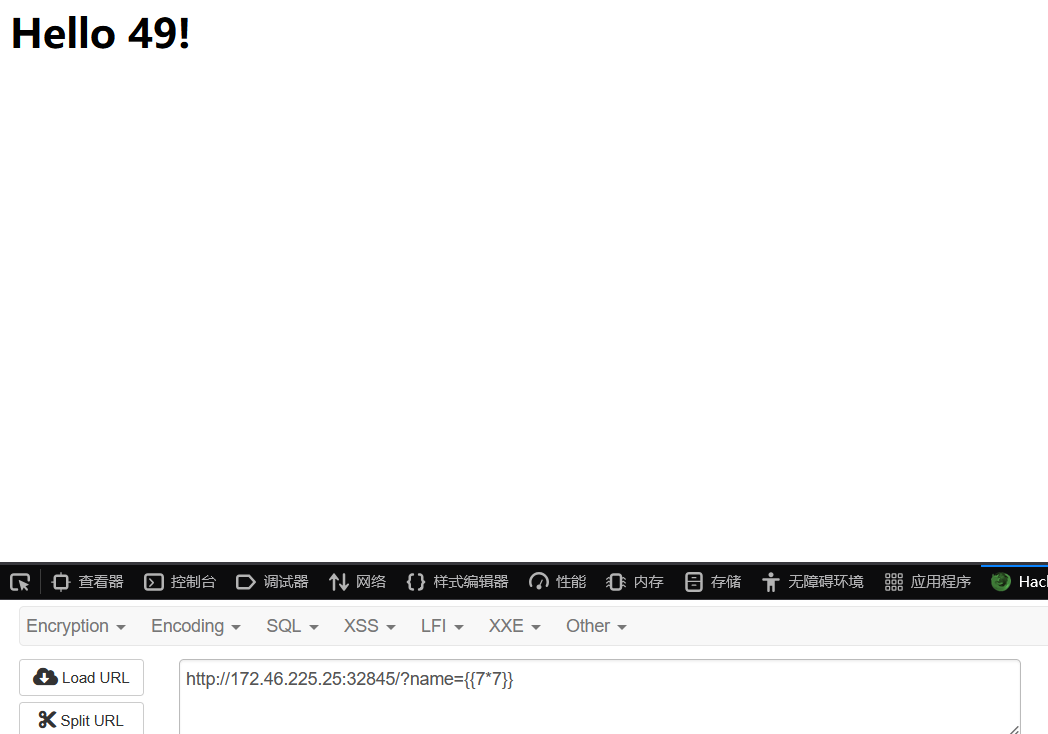 Hello 49!
查看器 控制台 调试器 网络 样式编辑器 性能 内存 存储 无障碍环境 应用程序 Hac
Encryption Encoding SQL XSS LFI XXE Other
Load URL http://172.46.225.25:32845/?name={{7*7}}
Split URL